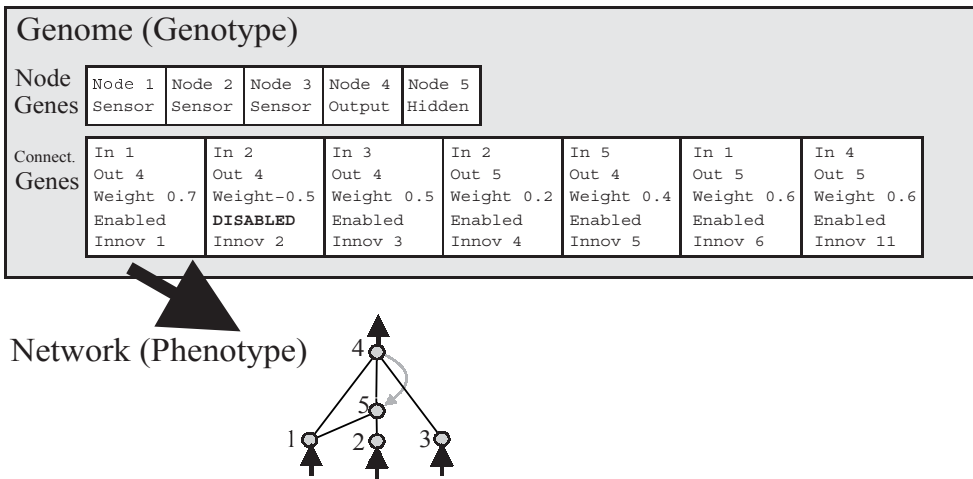 Genome (Genotype)
Node Genes
Node 1 Node 2 Node 3 Node 4 Node 5
Sensor Sensor Sensor Output Hidden
Connect. Genes
In 1 In 2 In 3 In 2 In 5 In 1 In 4
Out 4 Out 4 Out 4 Out 5 Out 4 Out 5 Out 5
Weight 0.7 Weight-0.5 Weight 0.5 Weight 0.2 Weight 0.4 Weight 0.6 Weight 0.6
Enabled DISABLED Enabled Enabled Enabled Enabled Enabled
Innov 1 Innov 2 Innov 3 Innov 4 Innov 5 Innov 6 Innov 11
Network (Phenotype)
4
5
1 2 3